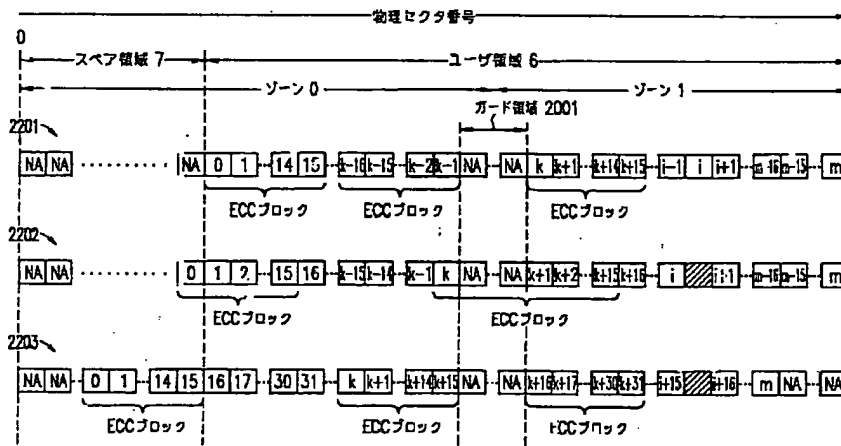 物理セクタ番号
0
スペア領域 7 ユーザ領域 6
ゾーン 0 ゾーン 1
ガード領域 2001
2201
NA NA NA 0 1 14 15 k-16 k-15 k-2 k-1 NA NA k k+1 k+14 k+15 i-1 i i+1 m-16 m-15 m
ECCブロック ECCブロック ECCブロック
2202
NA NA 0 1 2 15 16 k-15 k-14 k-1 k NA NA k+1 k+2 k+15 k+16 i i+1 m-16 m-15 m
ECCブロック ECCブロック
2203
NA NA 0 1 14 15 16 17 30 31 k k+1 k+14 k+15 NA NA k+16 k+17 k+30 k+31 i+15 i+16 m NA NA
ECCブロック ECCブロック ECCブロック